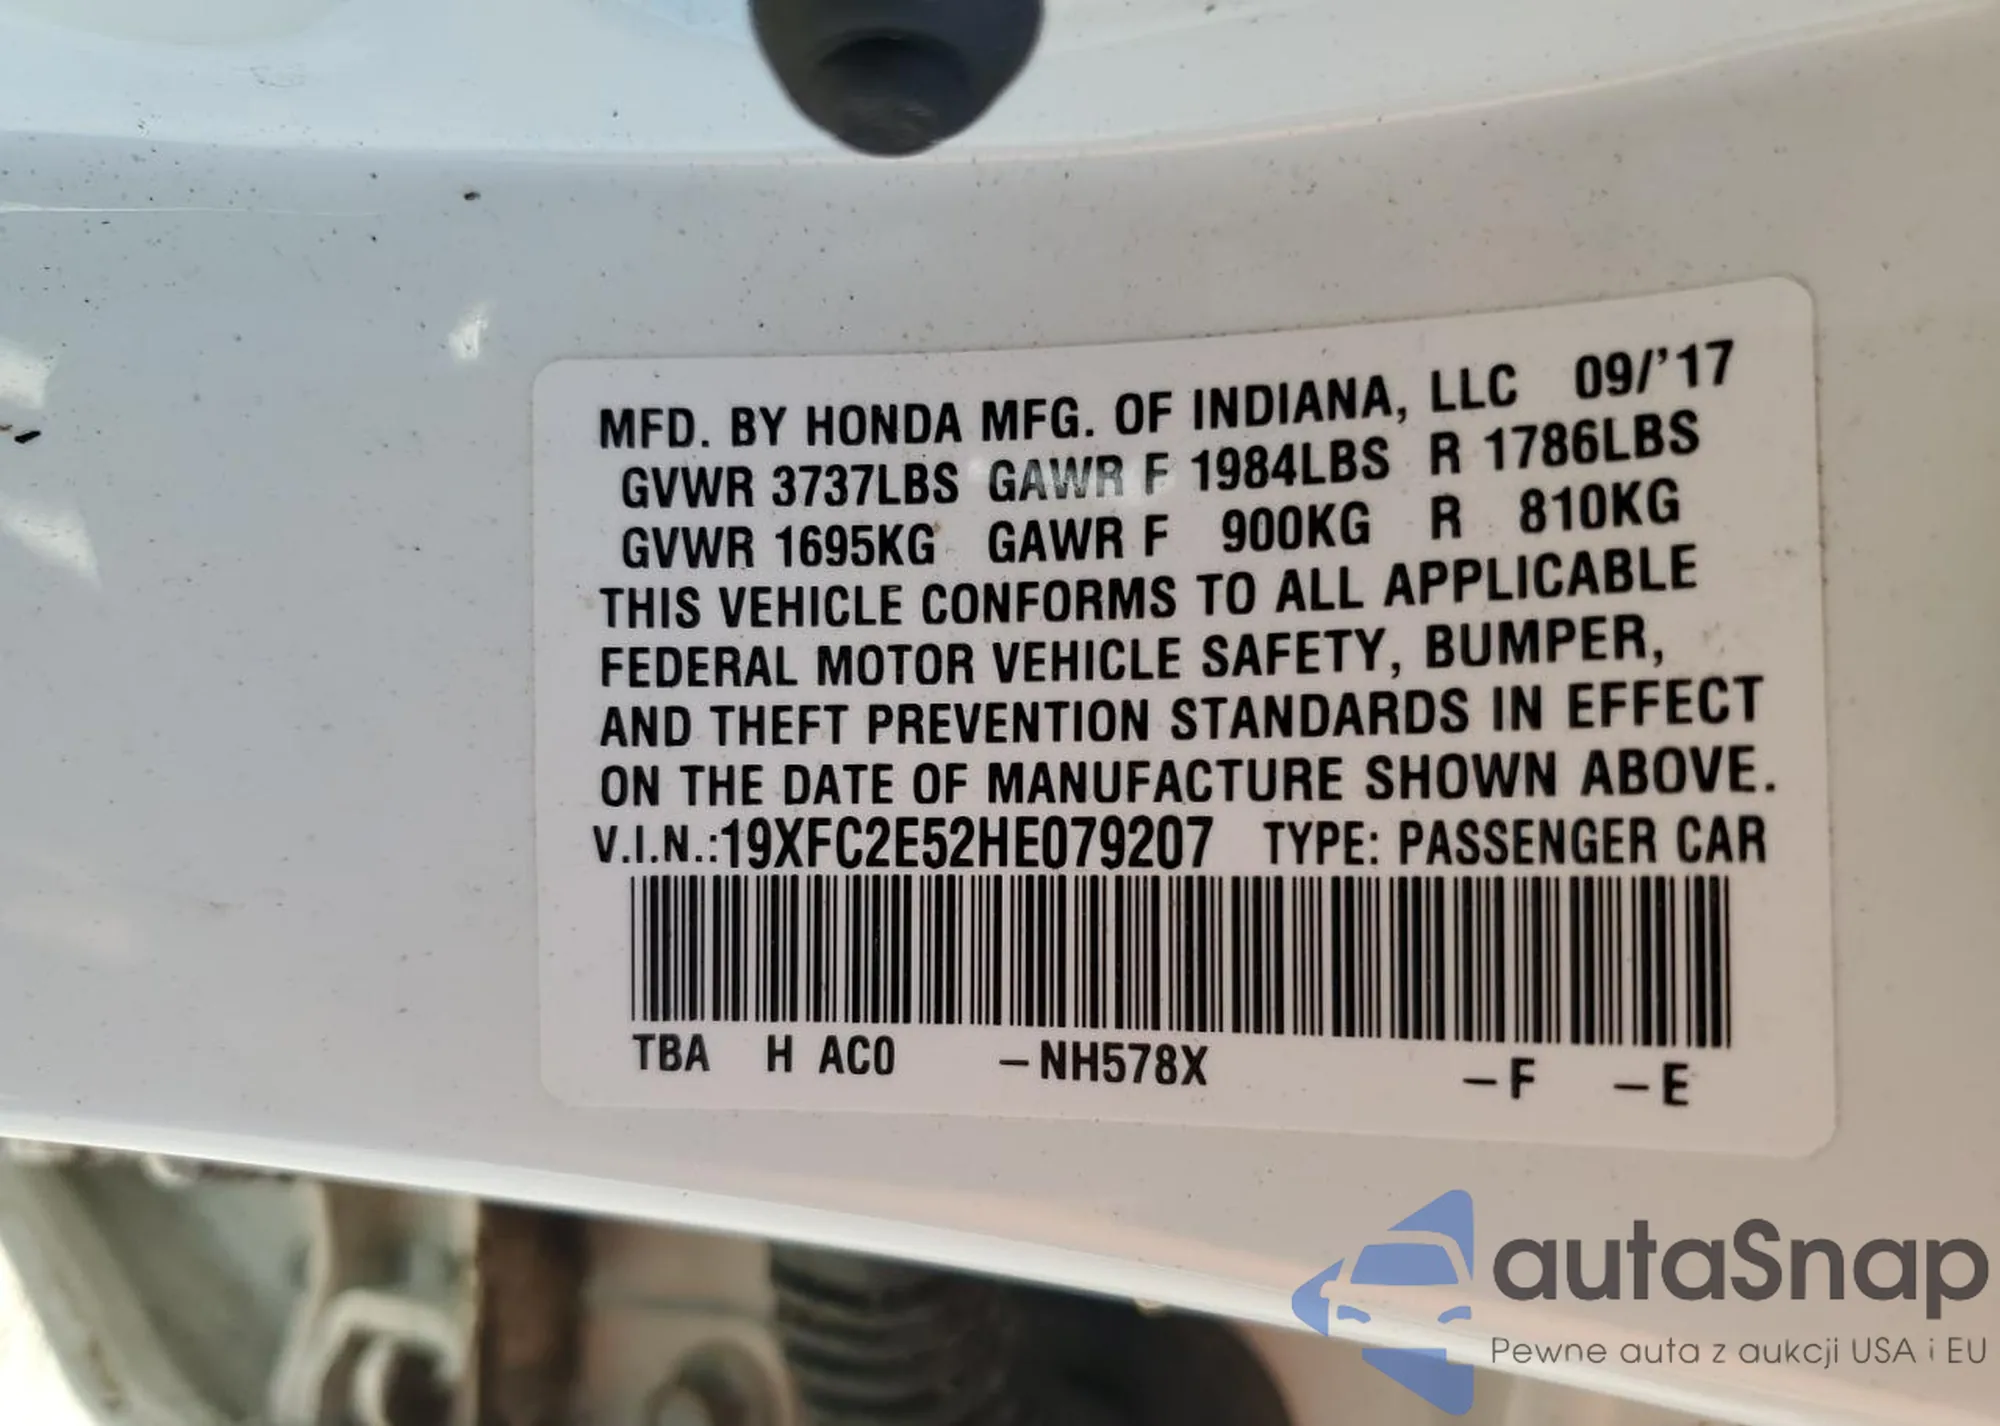 MFD. BY HONDA MFG. OF INDIANA, LLC 09/'17
GVWR 3737LBS GAWR F 1984LBS R 1786LBS
GVWR 1695KG GAWR F 900KG R 810KG
THIS VEHICLE CONFORMS TO ALL APPLICABLE
FEDERAL MOTOR VEHICLE SAFETY, BUMPER,
AND THEFT PREVENTION STANDARDS IN EFFECT
ON THE DATE OF MANUFACTURE SHOWN ABOVE.
V.I.N.:19XFC2E52HE079207 TYPE: PASSENGER CAR
TBA H AC0 –NH578X –F –E
autaSnap
Pewne auta z aukcji USA i EU